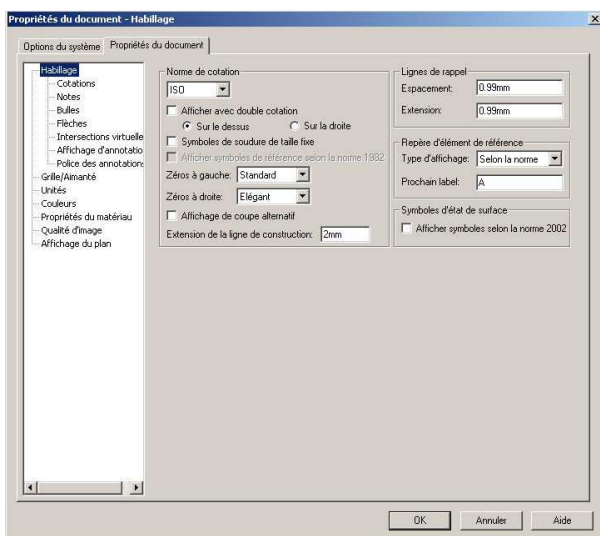 Propriétés du document - Habillage
Options du système
Propriétés du document
Habillage
Cotations
Notes
Bulles
Flèches
Intersections virtuelle
Affichage d'annotatio
Police des annotation
Grille/Aimanté
Unités
Couleurs
Propriétés du matériau
Qualité d'image
Affichage du plan
Norme de cotation
ISO
Afficher avec double cotation
Sur le dessus
Sur la droite
Symboles de soudure de taille fixe
Afficher symboles de référence selon la norme 1982
Zéros à gauche: Standard
Zéros à droite: Elégant
Affichage de coupe alternatif
Extension de la ligne de construction: 2mm
Lignes de rappel
Espacement: 0.99mm
Extension: 0.99mm
Repère d'élément de référence
Type d'affichage: Selon la norme
Prochain label: A
Symboles d'état de surface
Afficher symboles selon la norme 2002
OK
Annuler
Aide